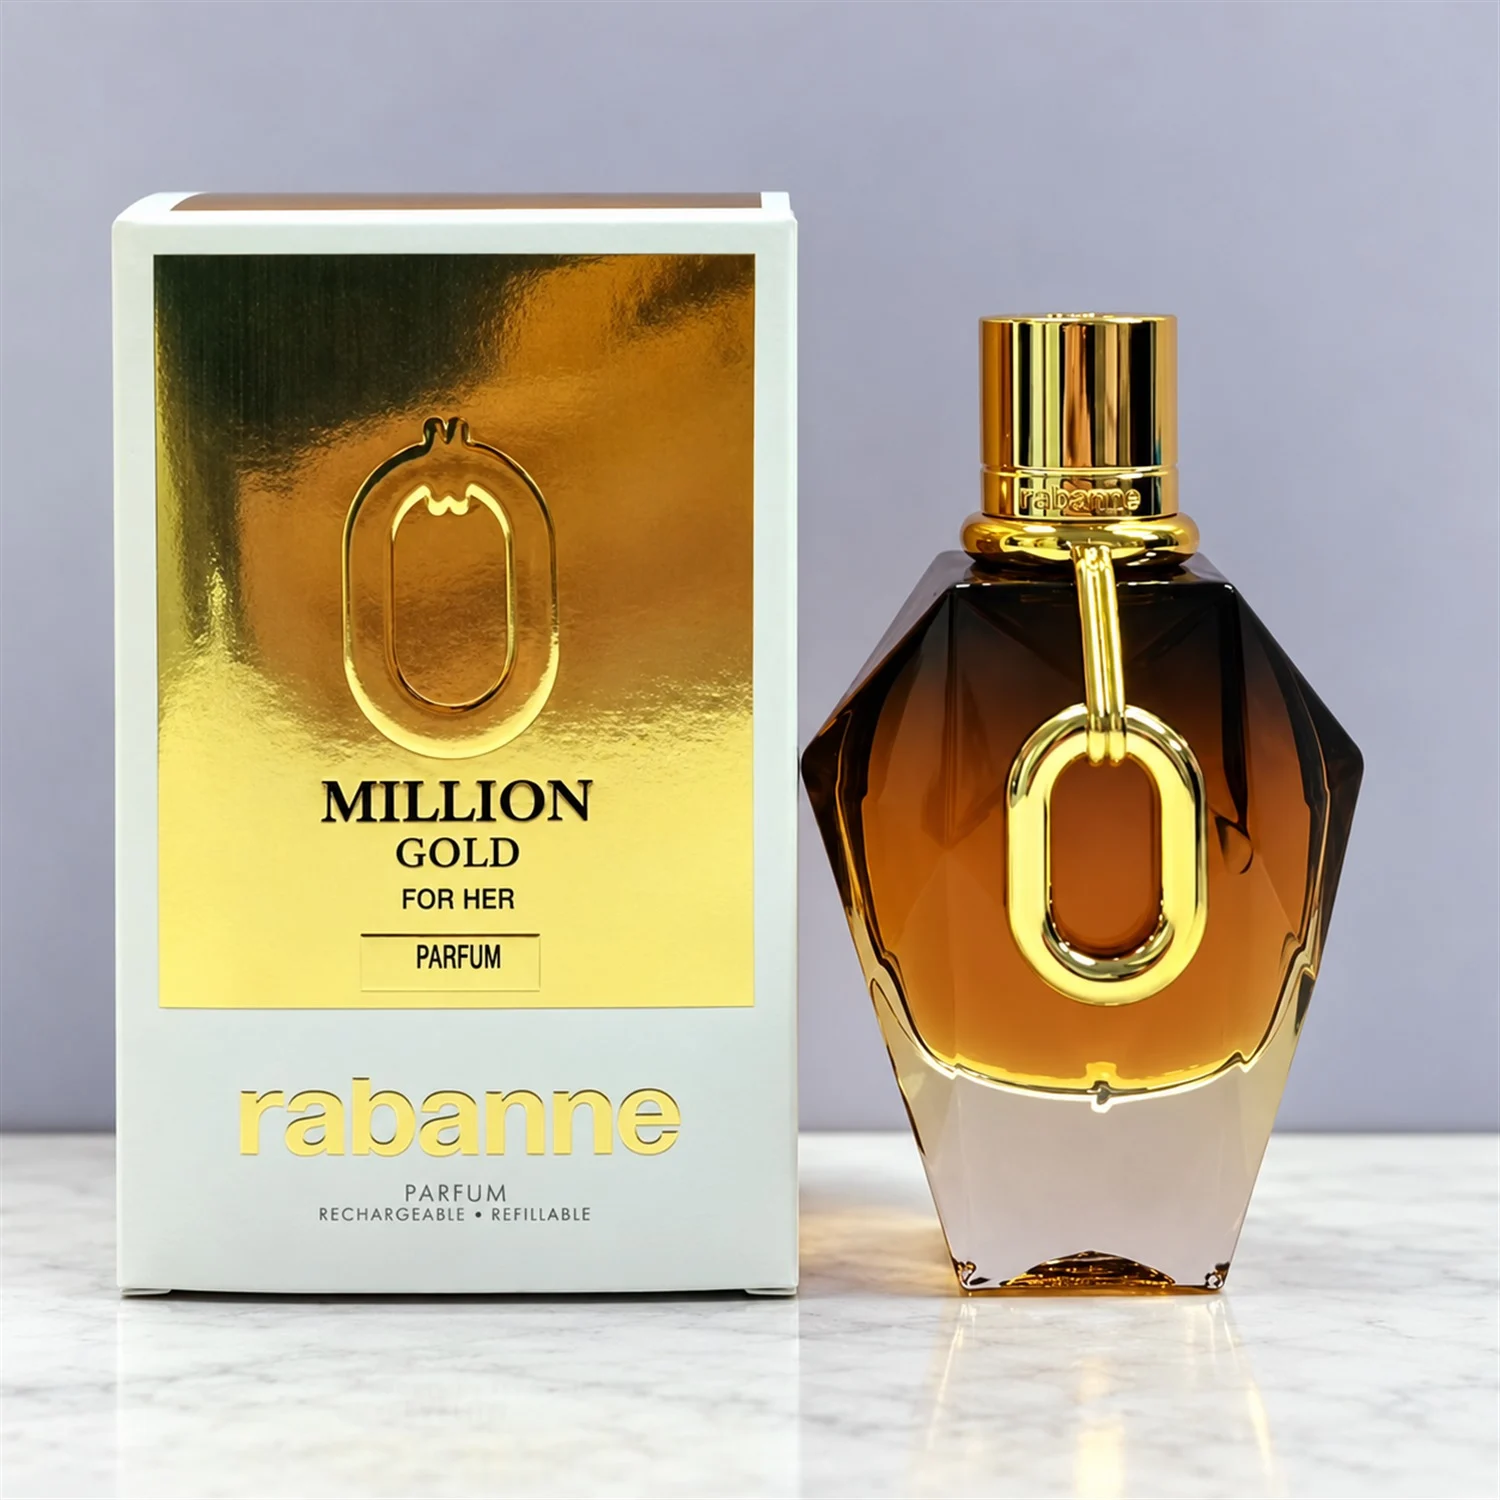 MILLION
GOLD
FOR HER
PARFUM
rabanne
PARFUM
RECHARGEABLE • REFILLABLE
rabanne